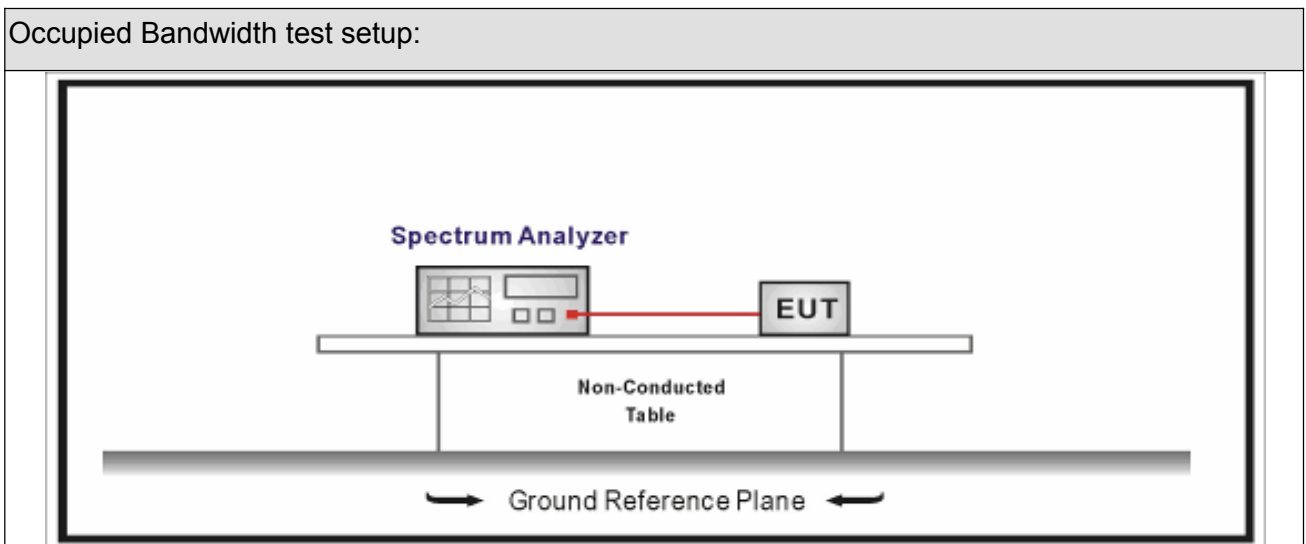 Occupied Bandwidth test setup:
Spectrum Analyzer
EUT
Non-Conducted
Table
Ground Reference Plane